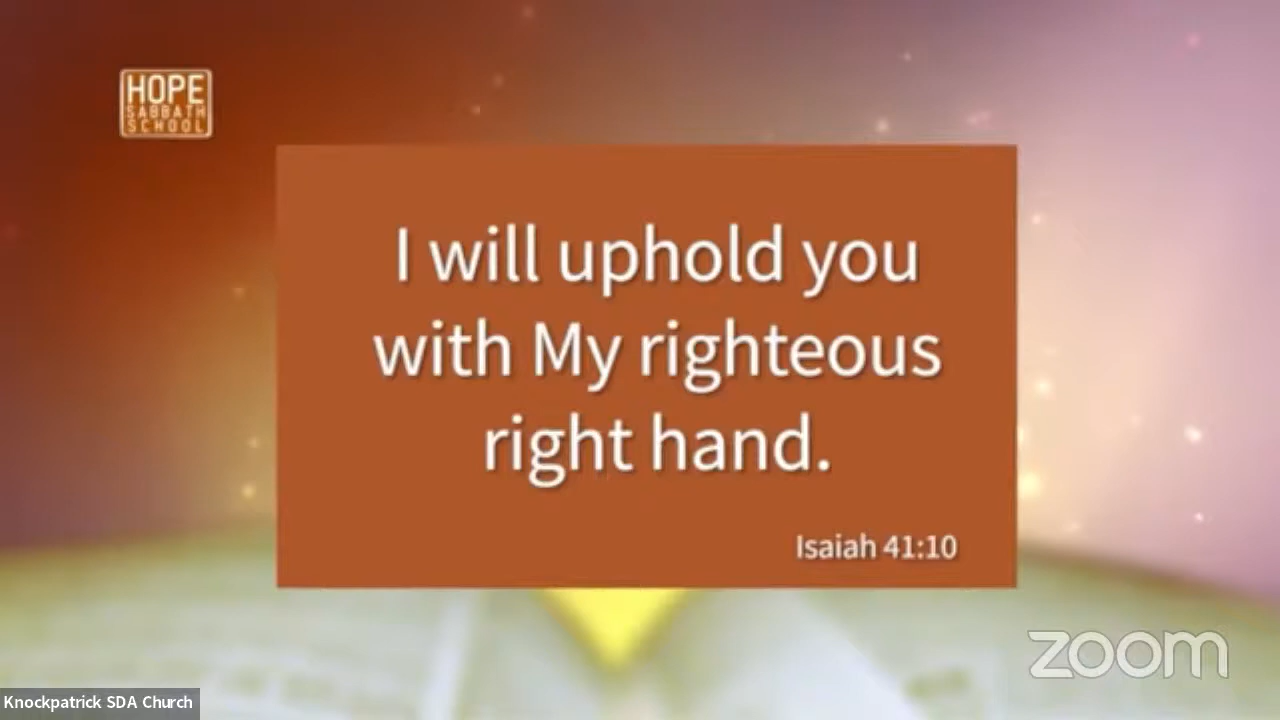 HOPE
SABBATH
SCHOOL
I will uphold you
with My righteous
right hand.
Isaiah 41:10
zoom
Knockpatrick SDA Church